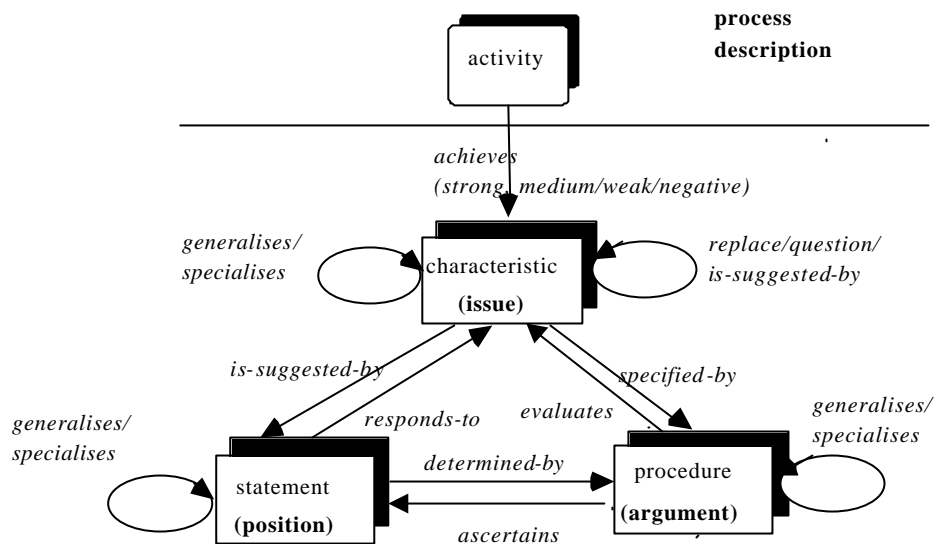 process
description
activity
achieves
(strong, medium/weak/negative)
generalises/
specialises
characteristic
(issue)
replace/question/
is-suggested-by
is-suggested-by
responds-to
evaluates
specified-by
generalises/
specialises
statement
(position)
determined-by
ascertains
procedure
(argument)
generalises/
specialises